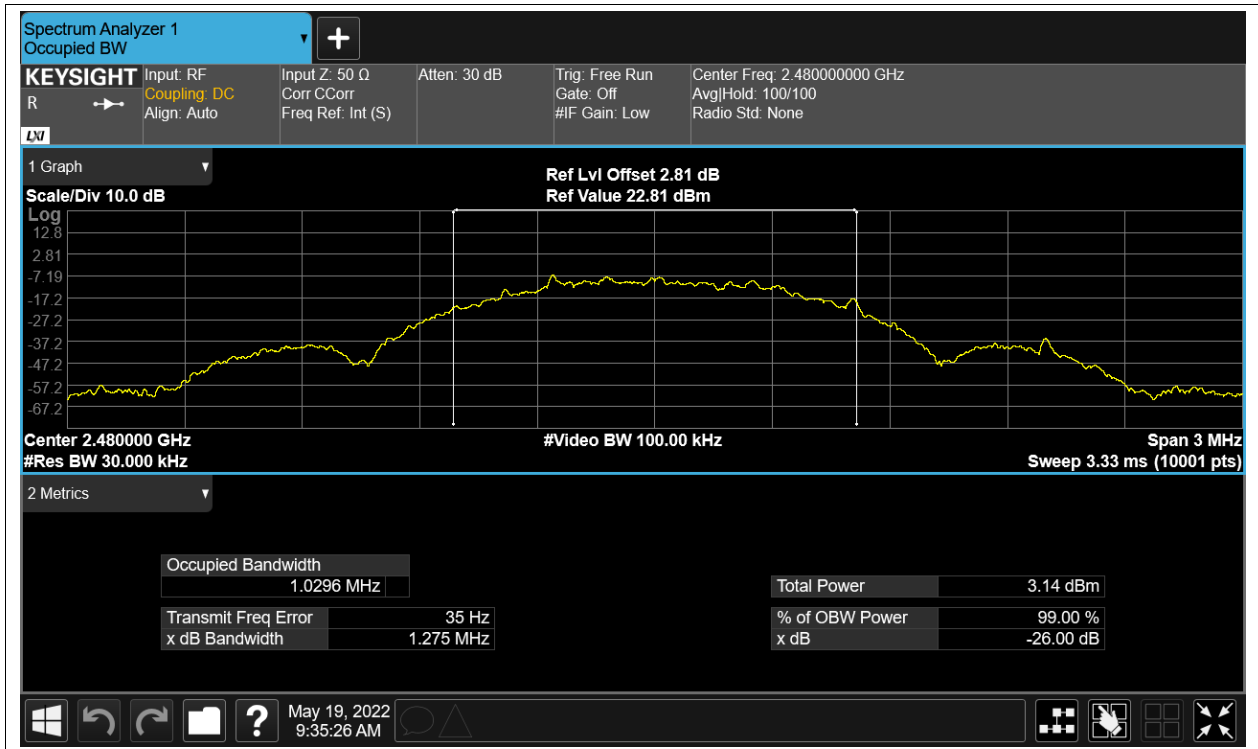 Spectrum Analyzer 1
Occupied BW
KEYSIGHT
R
LXI
Input: RF
Coupling: DC
Align: Auto
Input Z: 50 Ω
Corr CCorr
Freq Ref: Int (S)
Atten: 30 dB
Trig: Free Run
Gate: Off
#IF Gain: Low
Center Freq: 2.480000000 GHz
Avg|Hold: 100/100
Radio Std: None
1 Graph
Scale/Div 10.0 dB
Ref Lvl Offset 2.81 dB
Ref Value 22.81 dBm
Log
12.8
2.81
-7.19
-17.2
-27.2
-37.2
-47.2
-57.2
-67.2
Center 2.480000 GHz
#Res BW 30.000 kHz
#Video BW 100.00 kHz
Span 3 MHz
Sweep 3.33 ms (10001 pts)
2 Metrics
Occupied Bandwidth
1.0296 MHz
Transmit Freq Error 35 Hz
x dB Bandwidth 1.275 MHz
Total Power 3.14 dBm
% of OBW Power 99.00 %
x dB -26.00 dB
?
May 19, 2022
9:35:26 AM